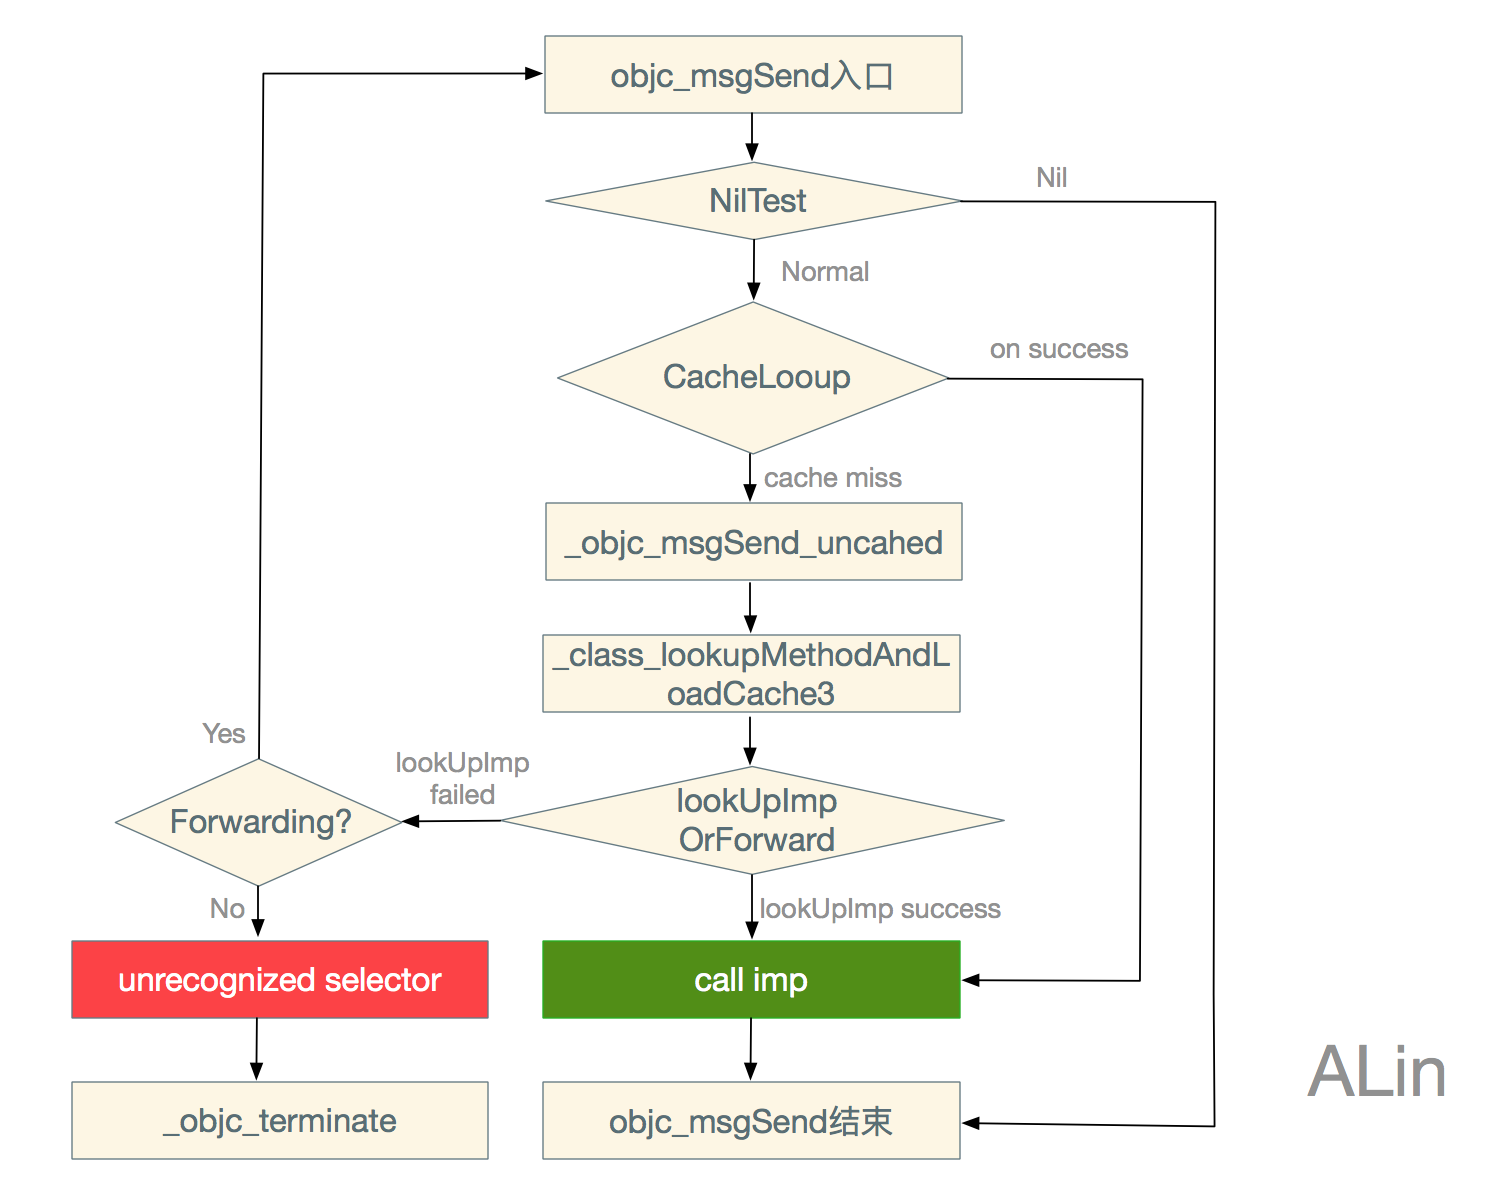 objc_msgSend入口
NilTest
Nil
Normal
CacheLooup
on success
cache miss
_objc_msgSend_uncahed
_class_lookupMethodAndL
oadCache3
Yes
lookUpImp
failed
Forwarding?
lookUpImp
OrForward
No
lookUpImp success
unrecognized selector
call imp
_objc_terminate
objc_msgSend结束
ALin